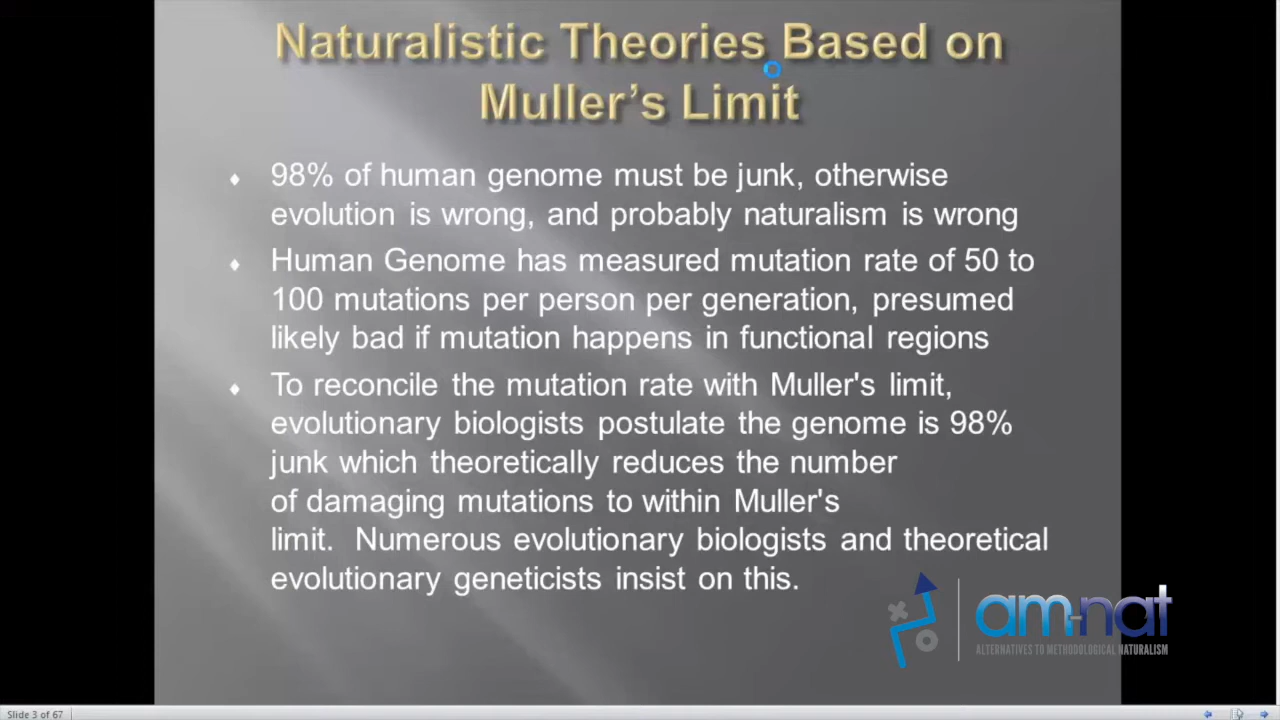 Naturalistic Theories Based on
Muller's Limit
98% of human genome must be junk, otherwise
evolution is wrong, and probably naturalism is wrong
Human Genome has measured mutation rate of 50 to
100 mutations per person per generation, presumed
likely bad if mutation happens in functional regions
To reconcile the mutation rate with Muller's limit,
evolutionary biologists postulate the genome is 98%
junk which theoretically reduces the number
of damaging mutations to within Muller's
limit.  Numerous evolutionary biologists and theoretical
evolutionary geneticists insist on this.
am-nat
ALTERNATIVES TO METHODOLOGICAL NATURALISM
Slide 3 of 67